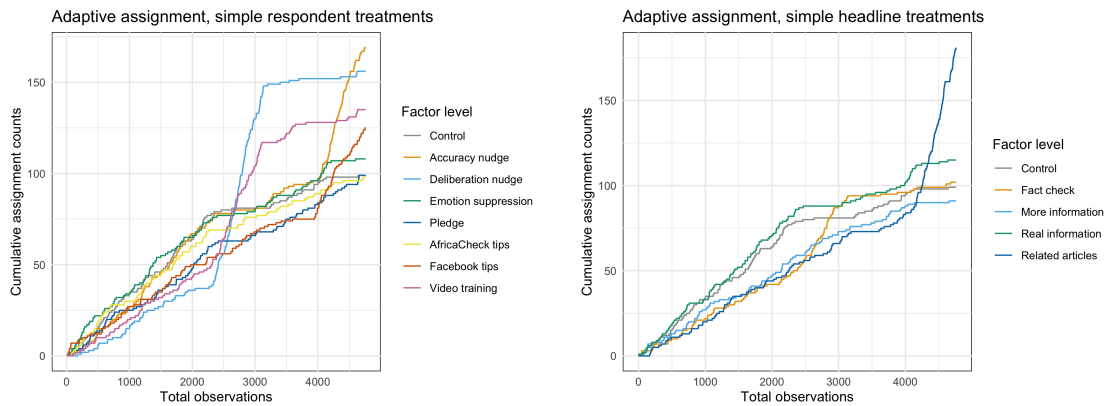 Adaptive assignment, simple respondent treatments
Cumulative assignment counts
150
100
50
0
0 1000 2000 3000 4000
Total observations
Factor level
Control
Accuracy nudge
Deliberation nudge
Emotion suppression
Pledge
AfricaCheck tips
Facebook tips
Video training
Adaptive assignment, simple headline treatments
Cumulative assignment counts
150
100
50
0
0 1000 2000 3000 4000
Total observations
Factor level
Control
Fact check
More information
Real information
Related articles